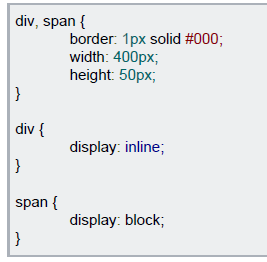 div, span {
border: 1px solid #000;
width: 400px;
height: 50px;
}
div {
display: inline;
}
span {
display: block;
}